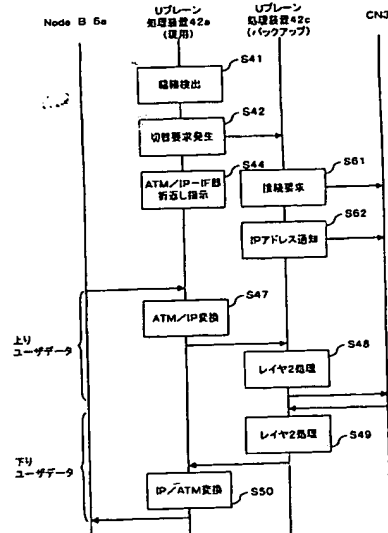 Node B 6a
Uプレーン
処理装置42a
(現用)
Uプレーン
処理装置42c
(バックアップ)
CN3
S41
輻輳検出
S42
切替要求発生
S44
ATM/IP-IF部
折返し指示
S61
接続要求
S62
IPアドレス通知
S47
ATM/IP変換
上り
ユーザデータ
S48
レイヤ2処理
S49
レイヤ2処理
下り
ユーザデータ
S50
IP/ATM変換